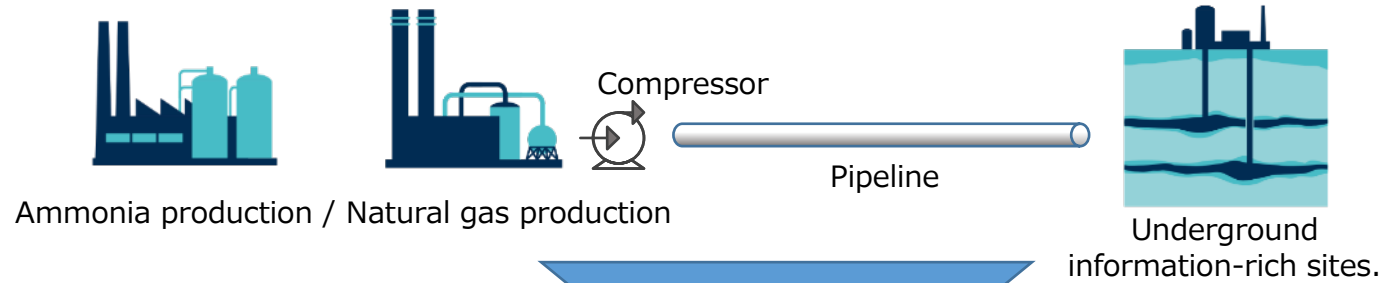 Compressor
Pipeline
Ammonia production / Natural gas production
Underground
information-rich sites.